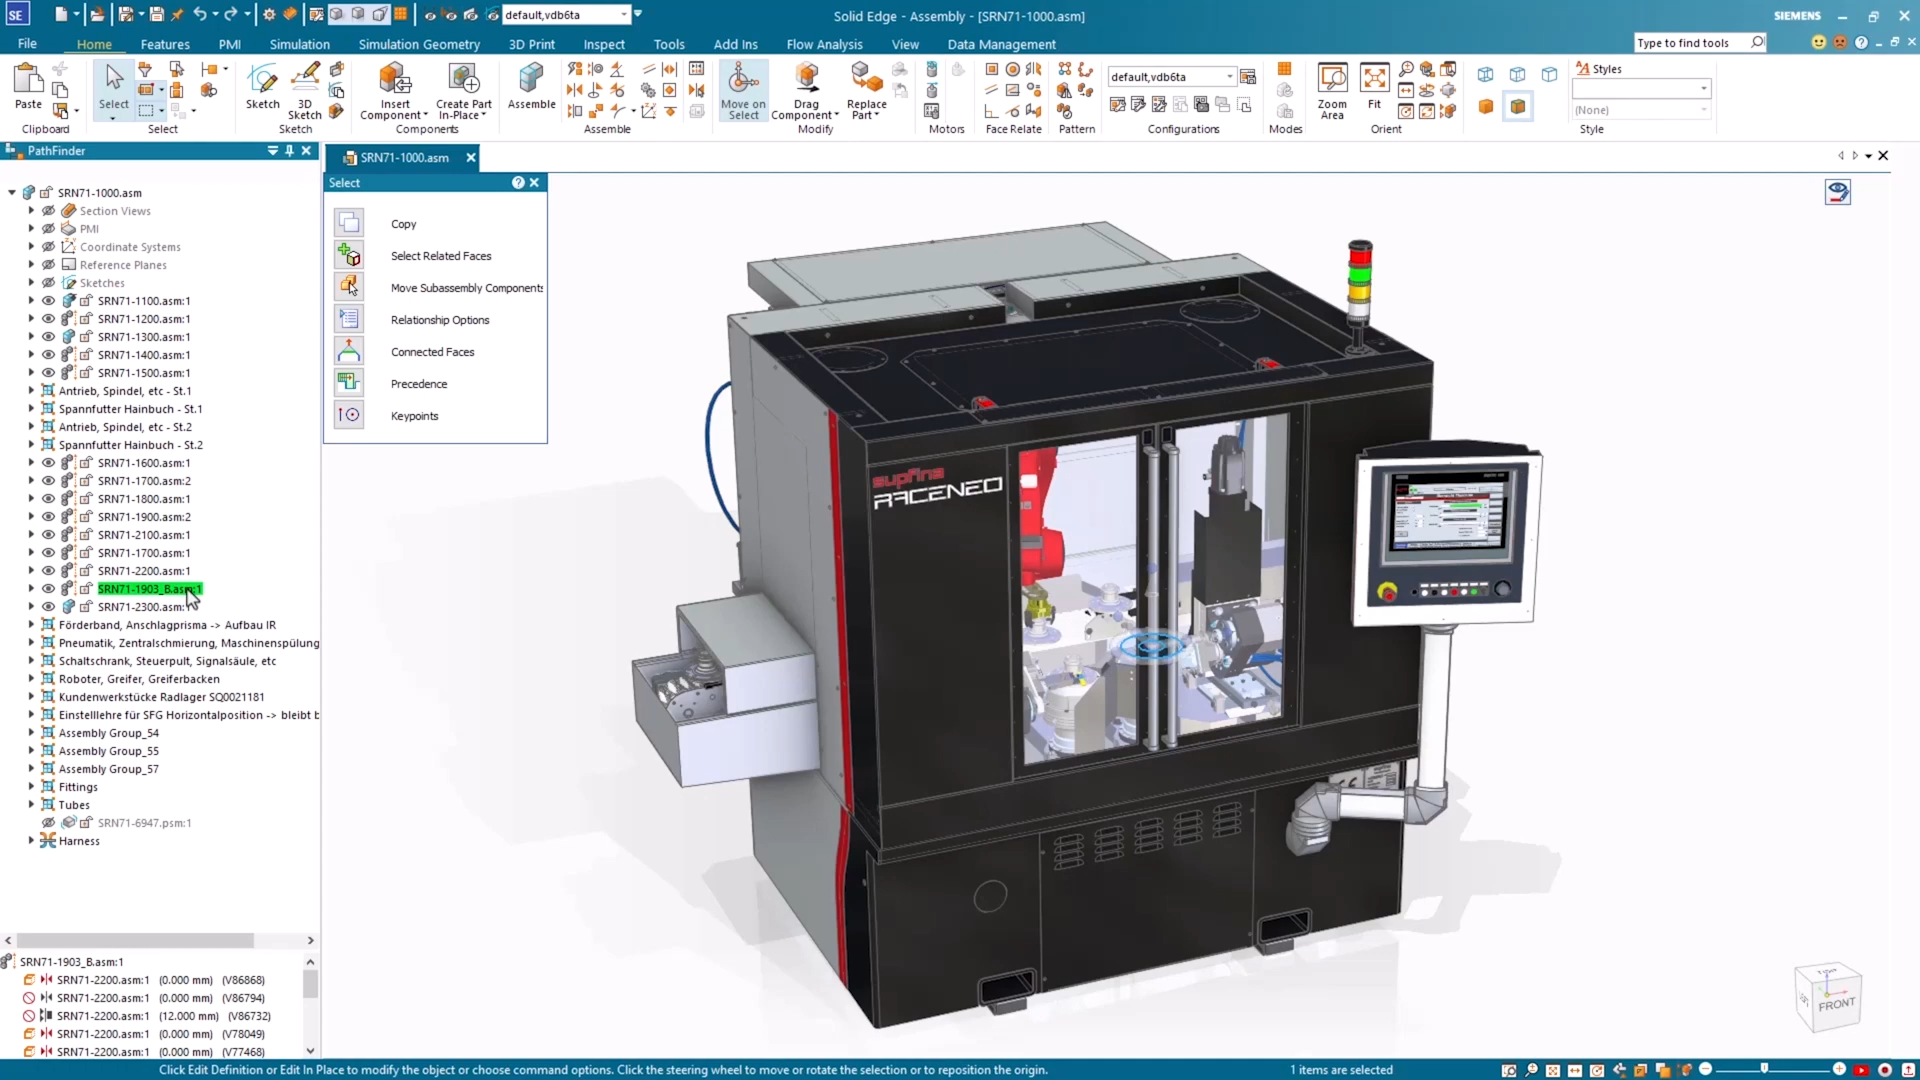 SE
default,vdb6ta
Solid Edge - Assembly - [SRN71-1000.asm]
SIEMENS
File
Home
Features
PMI
Simulation
Simulation Geometry
3D Print
Inspect
Tools
Add Ins
Flow Analysis
View
Data Management
Type to find tools
Paste
Select
Sketch
3D Sketch
Insert Component
Create Part In-Place
Assemble
Move on Select
Drag Component
Replace Part
default,vdb6ta
Zoom Area
Fit
Styles
(None)
Clipboard
Select
Sketch
Components
Assemble
Modify
Motors
Face Relate
Pattern
Configurations
Modes
Orient
Style
PathFinder
SRN71-1000.asm
SRN71-1000.asm
Section Views
PMI
Coordinate Systems
Reference Planes
Sketches
SRN71-1100.asm:1
SRN71-1200.asm:1
SRN71-1300.asm:1
SRN71-1400.asm:1
SRN71-1500.asm:1
Antrieb, Spindel, etc - St.1
Spannfutter Hainbuch - St.1
Antrieb, Spindel, etc - St.2
Spannfutter Hainbuch - St.2
SRN71-1600.asm:1
SRN71-1700.asm:2
SRN71-1800.asm:1
SRN71-1900.asm:2
SRN71-2100.asm:1
SRN71-1700.asm:1
SRN71-2200.asm:1
SRN71-1903_B.asm:1
SRN71-2300.asm:1
Förderband, Anschlagprisma -> Aufbau IR
Pneumatik, Zentralschmierung, Maschinenspülung
Schaltschrank, Steuerpult, Signalsäule, etc
Roboter, Greifer, Greiferbacken
Kundenwerkstücke Radlager SQ0021181
Einstelllehre für SFG Horizontalposition -> bleibt b
Assembly Group_54
Assembly Group_55
Assembly Group_57
Fittings
Tubes
SRN71-6947.psm:1
Harness
Select
Copy
Select Related Faces
Move Subassembly Components
Relationship Options
Connected Faces
Precedence
Keypoints
supfina
RACENEO
FRONT
SRN71-1903_B.asm:1
SRN71-2200.asm:1 (0.000 mm) (V86868)
SRN71-2200.asm:1 (0.000 mm) (V86794)
SRN71-2200.asm:1 (12.000 mm) (V86732)
SRN71-2200.asm:1 (0.000 mm) (V78049)
SRN71-2200.asm:1 (0.000 mm) (V77468)
Click Edit Definition or Edit In Place to modify the object or choose command options. Click the steering wheel to move or rotate the selection or to reposition the origin.
1 items are selected